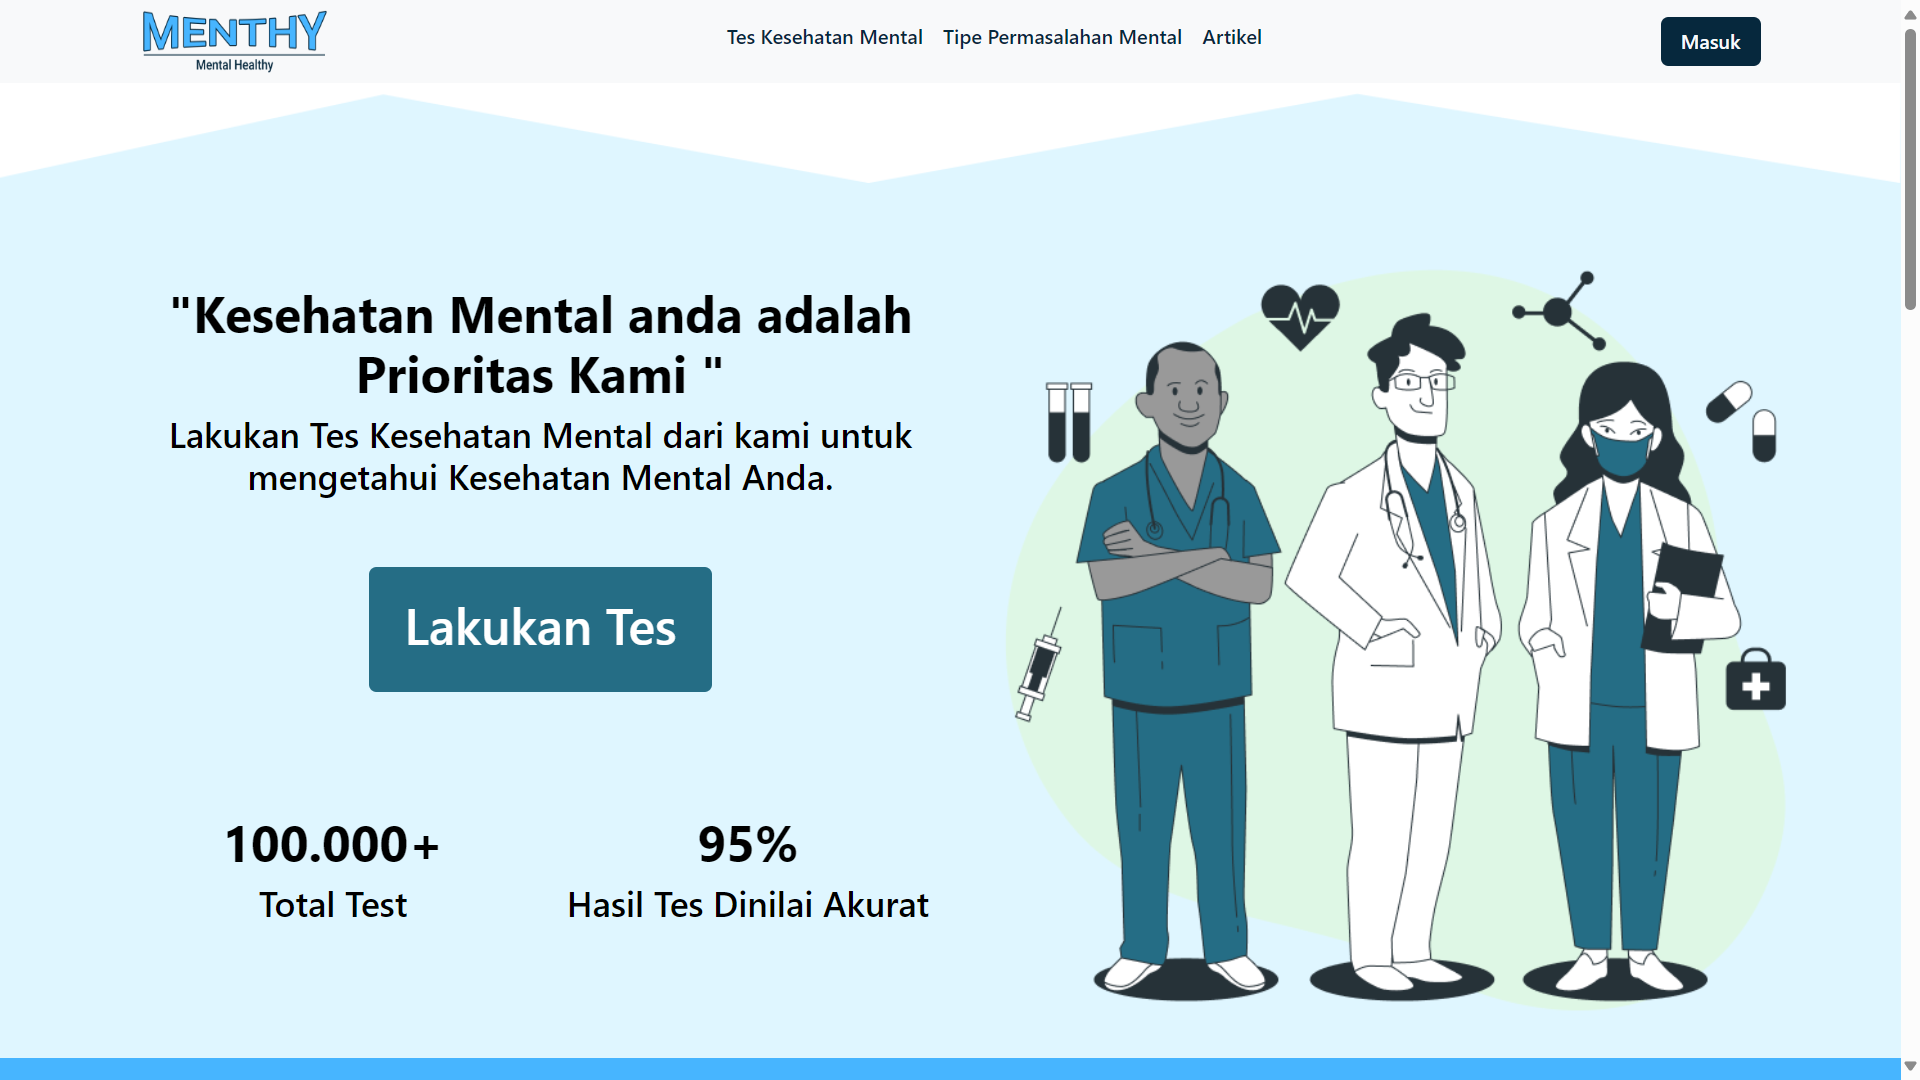 MENTHY
Mental Healthy
Tes Kesehatan Mental
Tipe Permasalahan Mental
Artikel
Masuk
"Kesehatan Mental anda adalah
Prioritas Kami "
Lakukan Tes Kesehatan Mental dari kami untuk
mengetahui Kesehatan Mental Anda.
Lakukan Tes
100.000+
Total Test
95%
Hasil Tes Dinilai Akurat